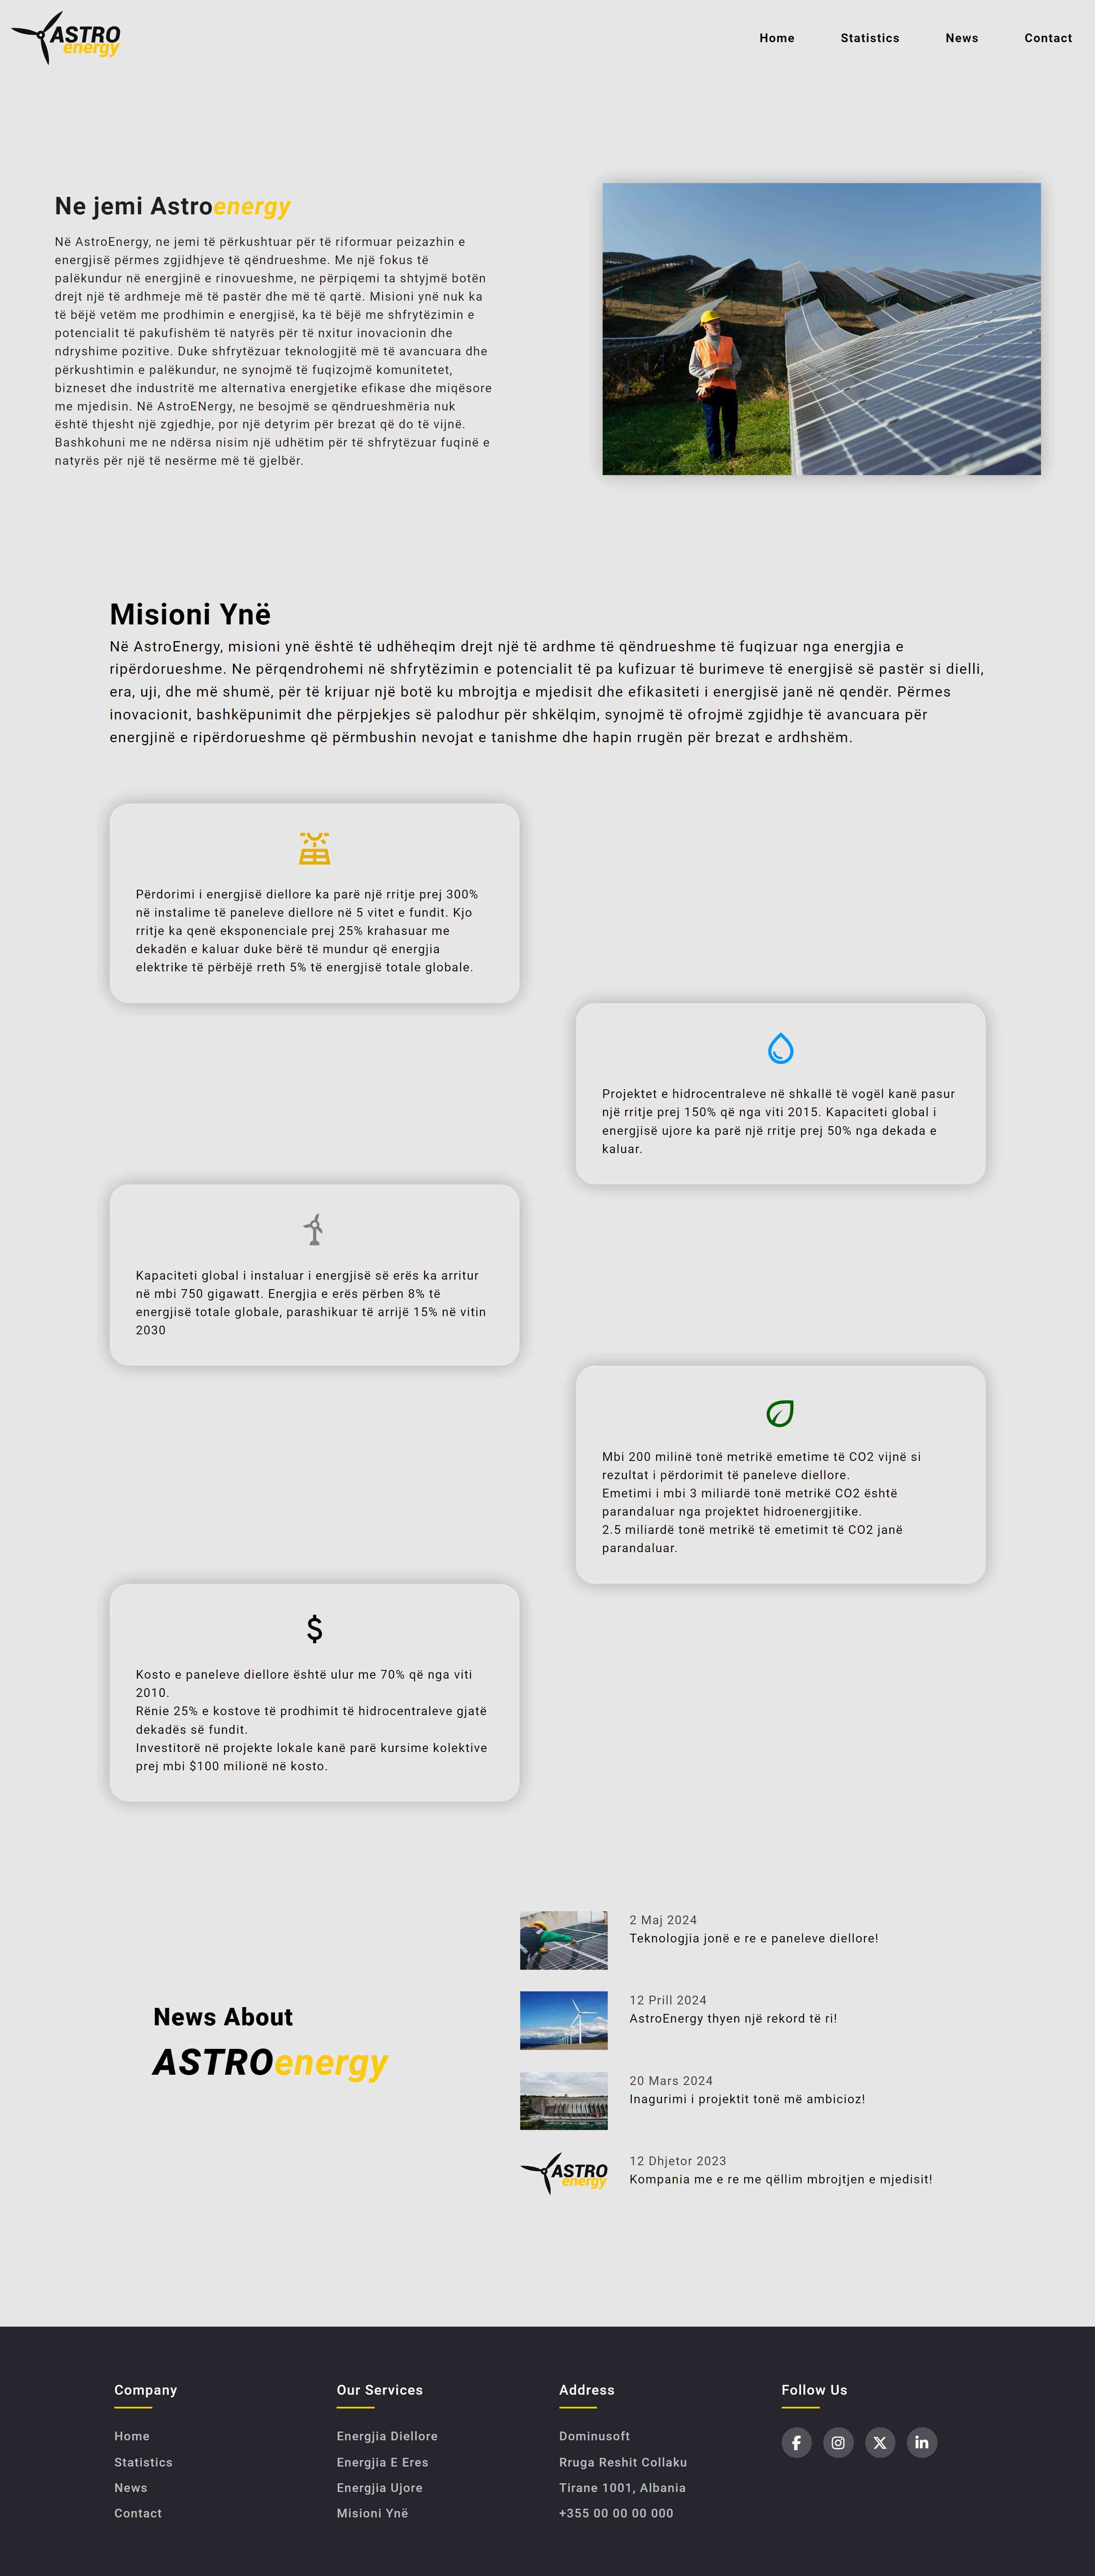 ASTRO
energy
Home Statistics News Contact
Ne jemi Astroenergy
Në AstroEnergy, ne jemi të përkushtuar për të riformuar peizazhin e
energjisë përmes zgjidhjeve të qëndrueshme. Me një fokus të
palëkundur në energjinë e rinovueshme, ne përpiqemi ta shtyjmë botën
drejt një të ardhmeje më të pastër dhe më të qartë. Misioni ynë nuk ka
të bëjë vetëm me prodhimin e energjisë, ka të bëjë me shfrytëzimin e
potencialit të pakufishëm të natyrës për të nxitur inovacionin dhe
ndryshime pozitive. Duke shfrytëzuar teknologjitë më të avancuara dhe
përkushtimin e palëkundur, ne synojmë të fuqizojmë komunitetet,
bizneset dhe industritë me alternativa energjetike efikase dhe miqësore
me mjedisin. Në AstroENergy, ne besojmë se qëndrueshmëria nuk
është thjesht një zgjedhje, por një detyrim për brezat që do të vijnë.
Bashkohuni me ne ndërsa nisim një udhëtim për të shfrytëzuar fuqinë e
natyrës për një të nesërme më të gjelbër.
Misioni Ynë
Në AstroEnergy, misioni ynë është të udhëheqim drejt një të ardhme të qëndrueshme të fuqizuar nga energjia e
ripërdorueshme. Ne përqendrohemi në shfrytëzimin e potencialit të pa kufizuar të burimeve të energjisë së pastër si dielli,
era, uji, dhe më shumë, për të krijuar një botë ku mbrojtja e mjedisit dhe efikasiteti i energjisë janë në qendër. Përmes
inovacionit, bashkëpunimit dhe përpjekjes së palodhur për shkëlqim, synojmë të ofrojmë zgjidhje të avancuara për
energjinë e ripërdorueshme që përmbushin nevojat e tanishme dhe hapin rrugën për brezat e ardhshëm.
Përdorimi i energjisë diellore ka parë një rritje prej 300%
në instalime të paneleve diellore në 5 vitet e fundit. Kjo
rritje ka qenë eksponenciale prej 25% krahasuar me
dekadën e kaluar duke bërë të mundur që energjia
elektrike të përbëjë rreth 5% të energjisë totale globale.
Projektet e hidrocentraleve në shkallë të vogël kanë pasur
një rritje prej 150% që nga viti 2015. Kapaciteti global i
energjisë ujore ka parë një rritje prej 50% nga dekada e
kaluar.
Kapaciteti global i instaluar i energjisë së erës ka arritur
në mbi 750 gigawatt. Energjia e erës përben 8% të
energjisë totale globale, parashikuar të arrijë 15% në vitin
2030
Mbi 200 milinë tonë metrikë emetime të CO2 vijnë si
rezultat i përdorimit të paneleve diellore.
Emetimi i mbi 3 miliardë tonë metrikë CO2 është
parandaluar nga projektet hidroenergjitike.
2.5 miliardë tonë metrikë të emetimit të CO2 janë
parandaluar.
$
Kosto e paneleve diellore është ulur me 70% që nga viti
2010.
Rënie 25% e kostove të prodhimit të hidrocentraleve gjatë
dekadës së fundit.
Investitorë në projekte lokale kanë parë kursime kolektive
prej mbi $100 milionë në kosto.
News About
ASTROenergy
2 Maj 2024
Teknologjia jonë e re e paneleve diellore!
12 Prill 2024
AstroEnergy thyen një rekord të ri!
20 Mars 2024
Inagurimi i projektit tonë më ambicioz!
ASTRO
energy
12 Dhjetor 2023
Kompania me e re me qëllim mbrojtjen e mjedisit!
Company
Home
Statistics
News
Contact
Our Services
Energjia Diellore
Energjia E Eres
Energjia Ujore
Misioni Ynë
Address
Dominusoft
Rruga Reshit Collaku
Tirane 1001, Albania
+355 00 00 00 000
Follow Us